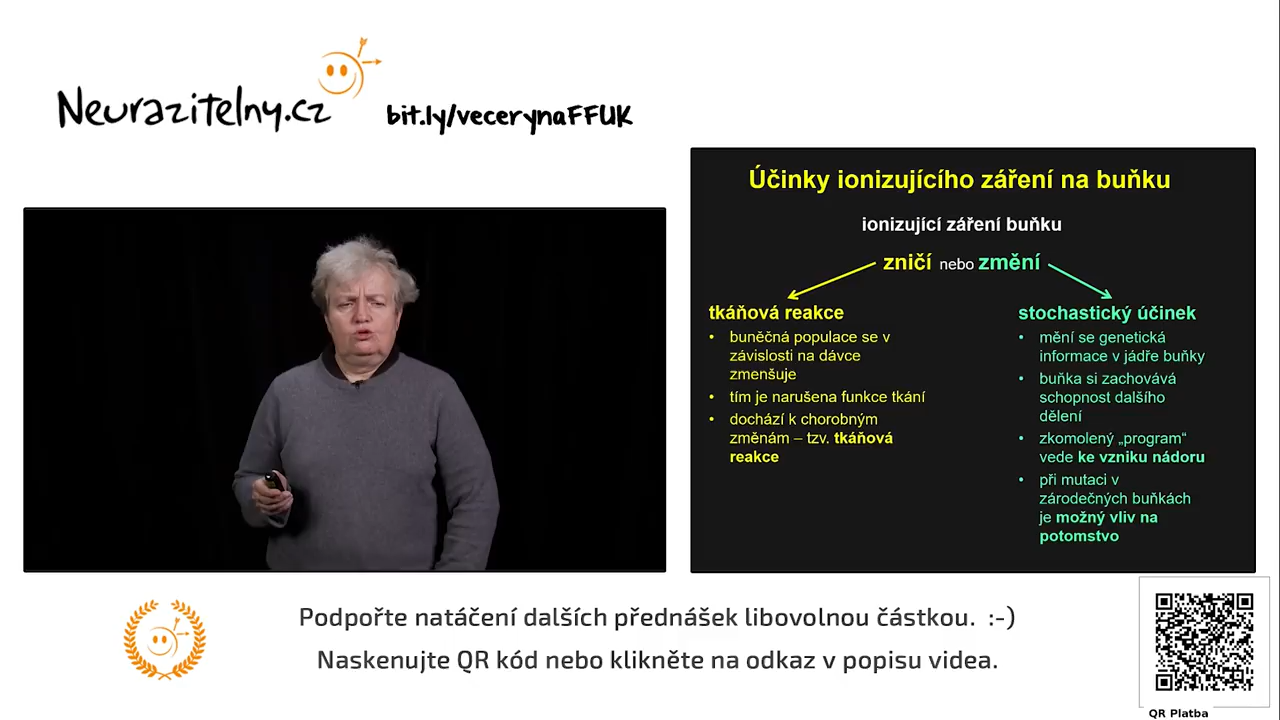 Neurazitelny.cz
bit.ly/vecerynaFFUK
Účinky ionizujícího záření na buňku
ionizující záření buňku
zničí nebo změní
tkáňová reakce
• buněčná populace se v
závislosti na dávce
zmenšuje
• tím je narušena funkce tkání
• dochází k chorobným
změnám – tzv. tkáňová
reakce
stochastický účinek
• mění se genetická
informace v jádře buňky
• buňka si zachovává
schopnost dalšího
dělení
• zkomolený „program“
vede ke vzniku nádoru
• při mutaci v
zárodečných buňkách
je možný vliv na
potomstvo
Podpořte natáčení dalších přednášek libovolnou částkou. :-)
Naskenujte QR kód nebo klikněte na odkaz v popisu videa.
QR Platba